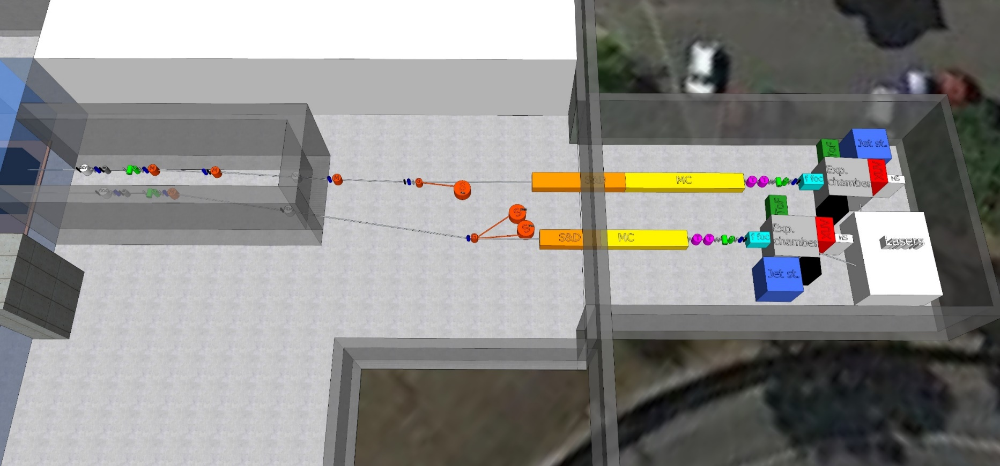 Jet st.
ToF
M
M
M
Exp.
chamber
XUV
HS
G
S
S&D
MC
T
T
f foc
M
ToF
S
S
G
S&D
MC
T
T
f foc
Exp.
chamber
XUV
HS
Lasers
Jet st.